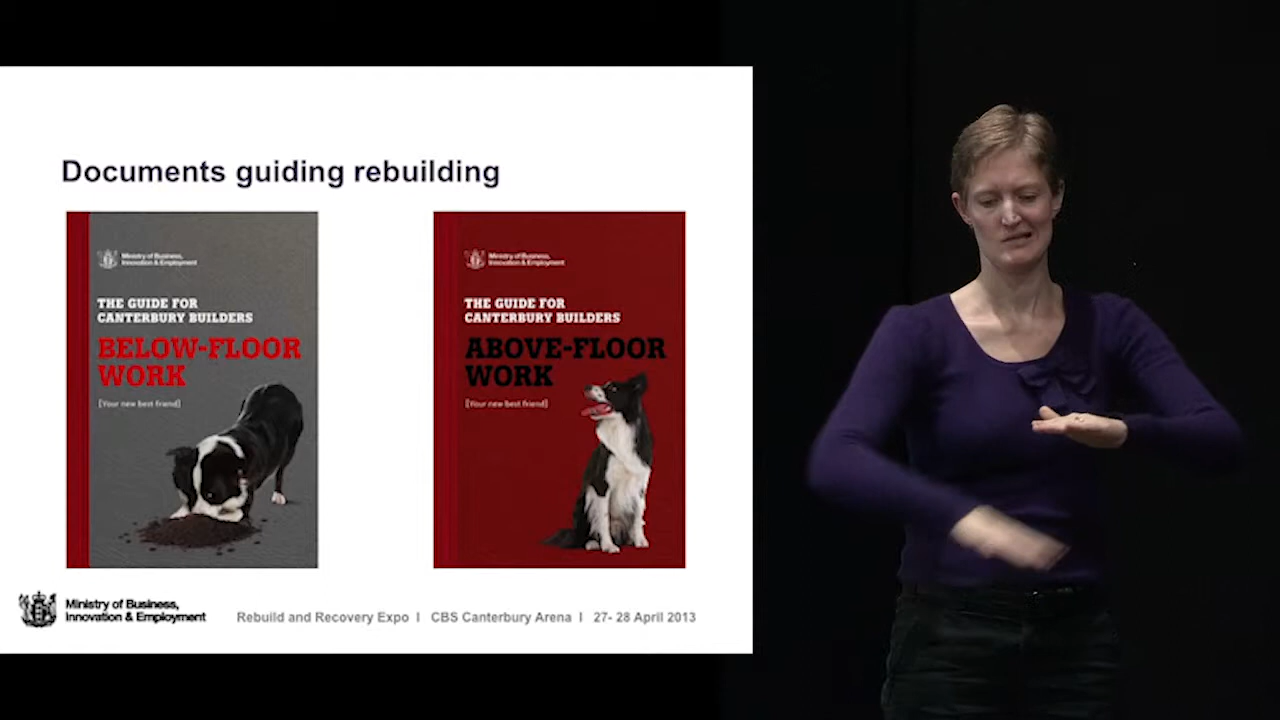 Documents guiding rebuilding
Ministry of Business,
Innovation & Employment
THE GUIDE FOR
CANTERBURY BUILDERS
BELOW-FLOOR
WORK
[Your new best friend]
Ministry of Business,
Innovation & Employment
THE GUIDE FOR
CANTERBURY BUILDERS
ABOVE-FLOOR
WORK
[Your new best friend]
Ministry of Business,
Innovation & Employment
Rebuild and Recovery Expo I CBS Canterbury Arena I 27- 28 April 2013